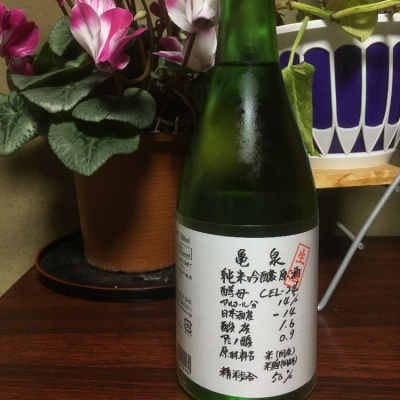 亀泉
生
純米吟醸原酒
酵母 CEL-24
アルコール分 14%
日本酒度 -14
酸度 1.6
アミノ酸 0.9
原材料名 米(国産)
米麹(国産米)
精米歩合 50%